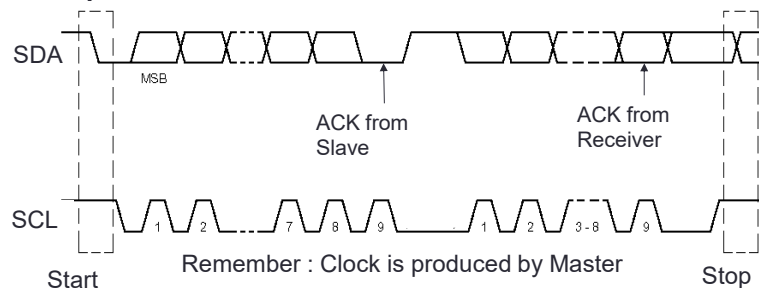 SDA
MSB
ACK from
Slave
ACK from
Receiver
SCL
1 2 7 8 9 1 2 3 - 8 9
Start
Remember : Clock is produced by Master
Stop